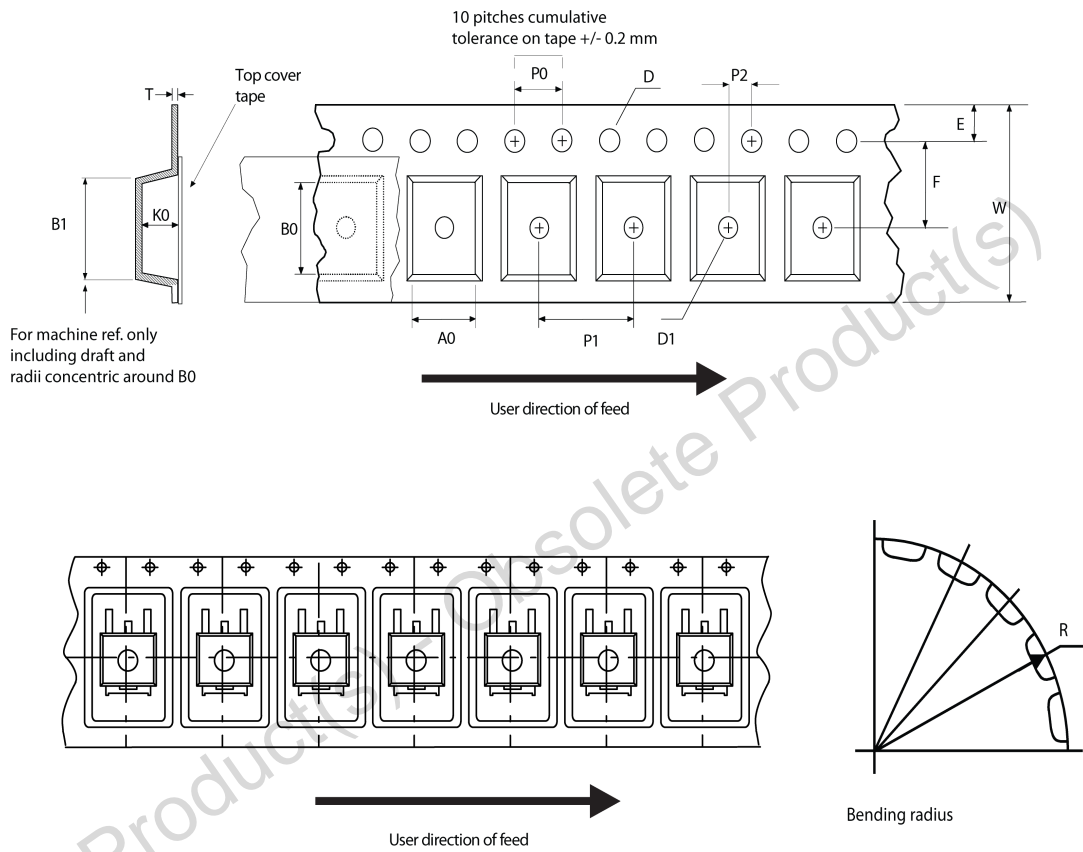 10 pitches cumulative
tolerance on tape +/- 0.2 mm
T
Top cover
tape
P0
D
P2
E
F
W
B1
K0
B0
For machine ref. only
including draft and
radii concentric around B0
A0
P1
D1
User direction of feed
R
Bending radius
User direction of feed
Product(s) - Obsolete Product(s)